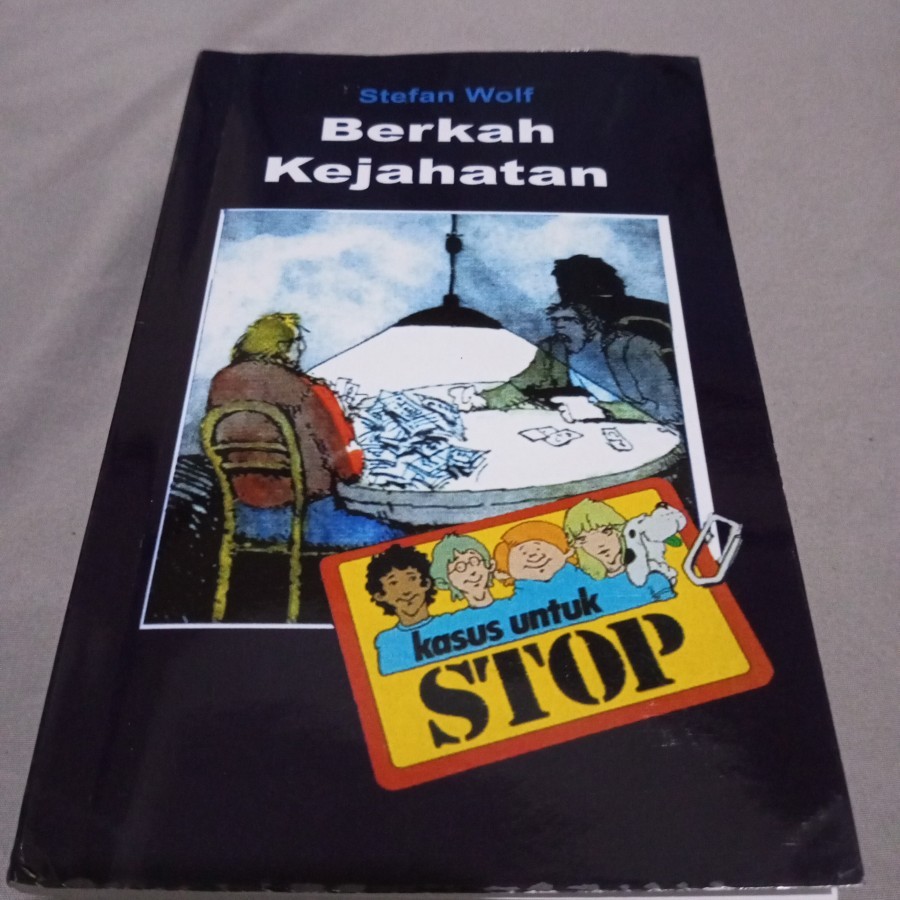 Stefan Wolf
Berkah
Kejahatan
kasus untuk
STOP